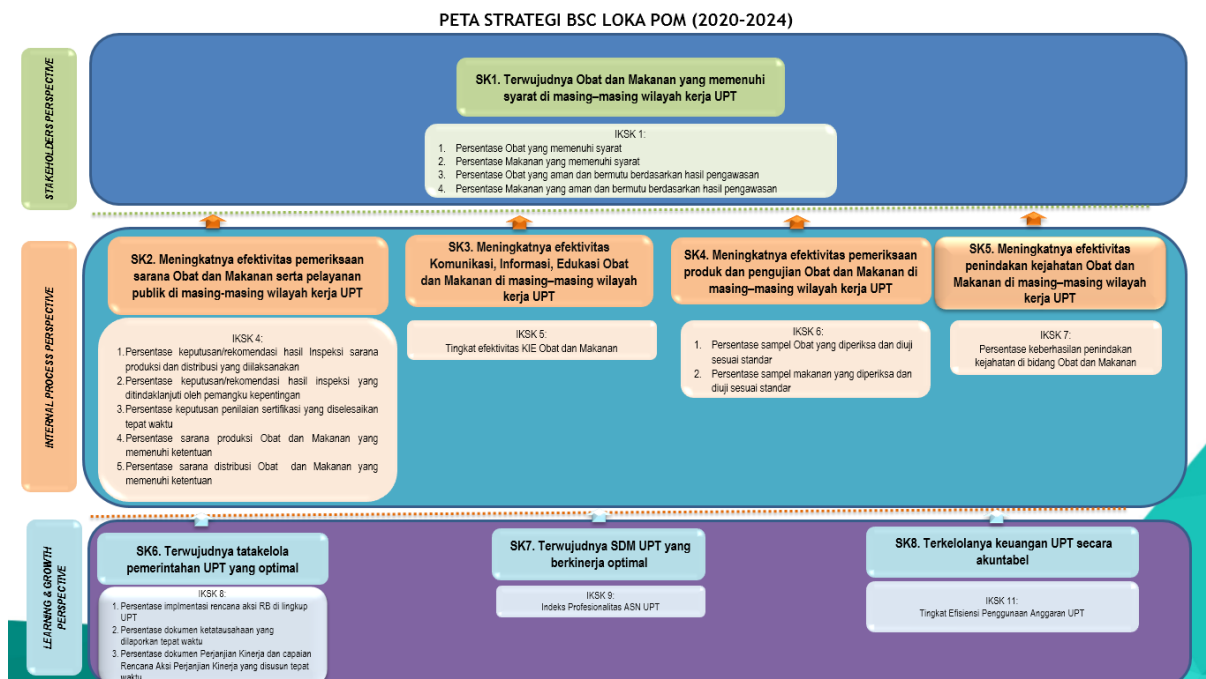 PETA STRATEGI BSC LOKA POM (2020-2024)
STAKEHOLDERS PERSPECTIVE
SK1. Terwujudnya Obat dan Makanan yang memenuhi
syarat di masing–masing wilayah kerja UPT
IKSK 1:
1. Persentase Obat yang memenuhi syarat
2. Persentase Makanan yang memenuhi syarat
3. Persentase Obat yang aman dan bermutu berdasarkan hasil pengawasan
4. Persentase Makanan yang aman dan bermutu berdasarkan hasil pengawasan
INTERNAL PROCESS PERSPECTIVE
SK2. Meningkatnya efektivitas pemeriksaan
sarana Obat dan Makanan serta pelayanan
publik di masing-masing wilayah kerja UPT
IKSK 4:
1. Persentase keputusan/rekomendasi hasil Inspeksi sarana
produksi dan distribusi yang dilaksanakan
2. Persentase keputusan/rekomendasi hasil inspeksi yang
ditindaklanjuti oleh pemangku kepentingan
3. Persentase keputusan penilaian sertifikasi yang diselesaikan
tepat waktu
4. Persentase sarana produksi Obat dan Makanan yang
memenuhi ketentuan
5. Persentase sarana distribusi Obat dan Makanan yang
memenuhi ketentuan
SK3. Meningkatnya efektivitas
Komunikasi, Informasi, Edukasi Obat
dan Makanan di masing–masing wilayah
kerja UPT
IKSK 5:
Tingkat efektivitas KIE Obat dan Makanan
SK4. Meningkatnya efektivitas pemeriksaan
produk dan pengujian Obat dan Makanan di
masing–masing wilayah kerja UPT
IKSK 6:
1. Persentase sampel Obat yang diperiksa dan diuji
sesuai standar
2. Persentase sampel makanan yang diperiksa dan
diuji sesuai standar
SK5. Meningkatnya efektivitas
penindakan kejahatan Obat dan
Makanan di masing–masing wilayah
kerja UPT
IKSK 7:
Persentase keberhasilan penindakan
kejahatan di bidang Obat dan Makanan
LEARNING & GROWTH
PERSPECTIVE
SK6. Terwujudnya tatakelola
pemerintahan UPT yang optimal
IKSK 8:
1. Persentase implmentasi rencana aksi RB di lingkup
UPT
2. Persentase dokumen ketatausahaan yang
dilaporkan tepat waktu
3. Persentase dokumen Perjanjian Kinerja dan capaian
Rencana Aksi Perjanjian Kinerja yang disusun tepat
waktu
SK7. Terwujudnya SDM UPT yang
berkinerja optimal
IKSK 9:
Indeks Profesionalitas ASN UPT
SK8. Terkelolanya keuangan UPT secara
akuntabel
IKSK 11:
Tingkat Efisiensi Penggunaan Anggaran UPT